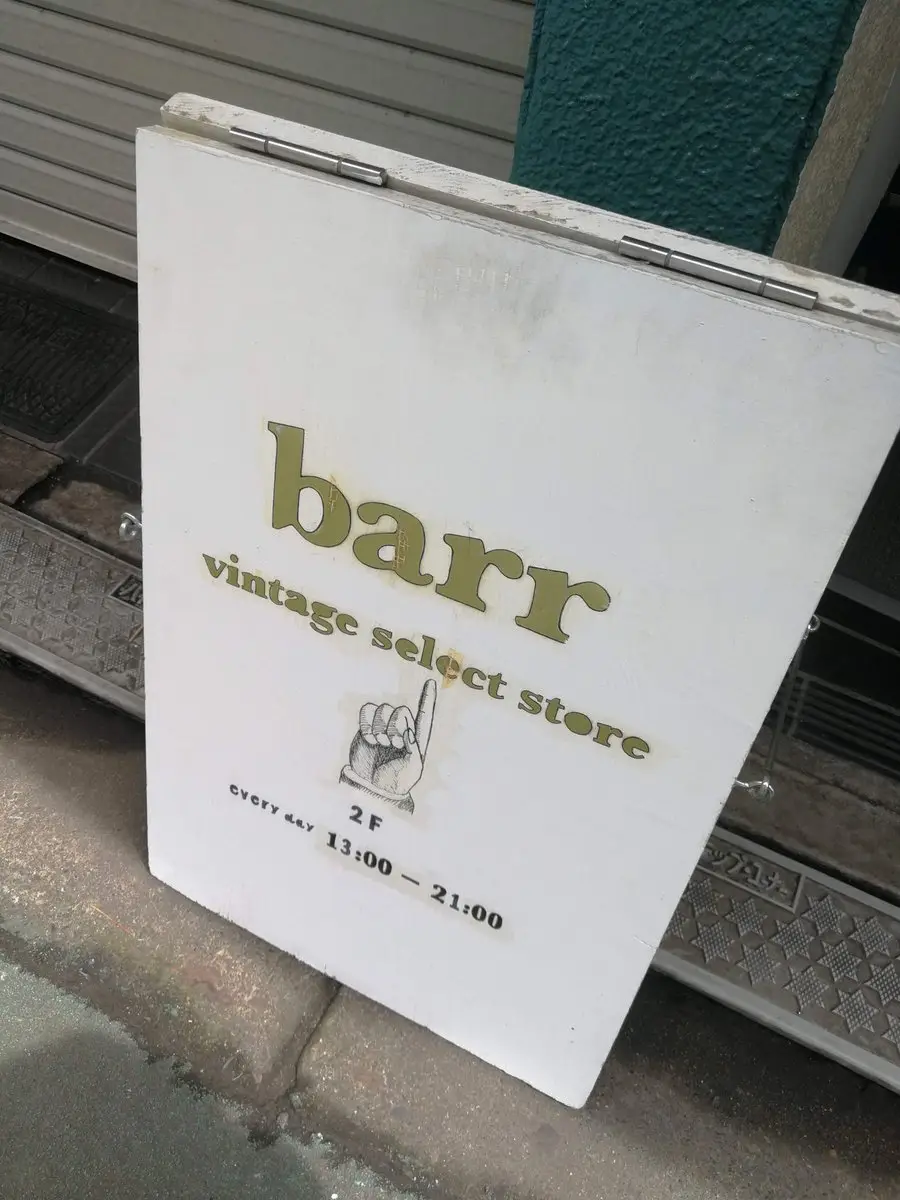 barr
vintage select store
2F
every day 13:00 — 21:00